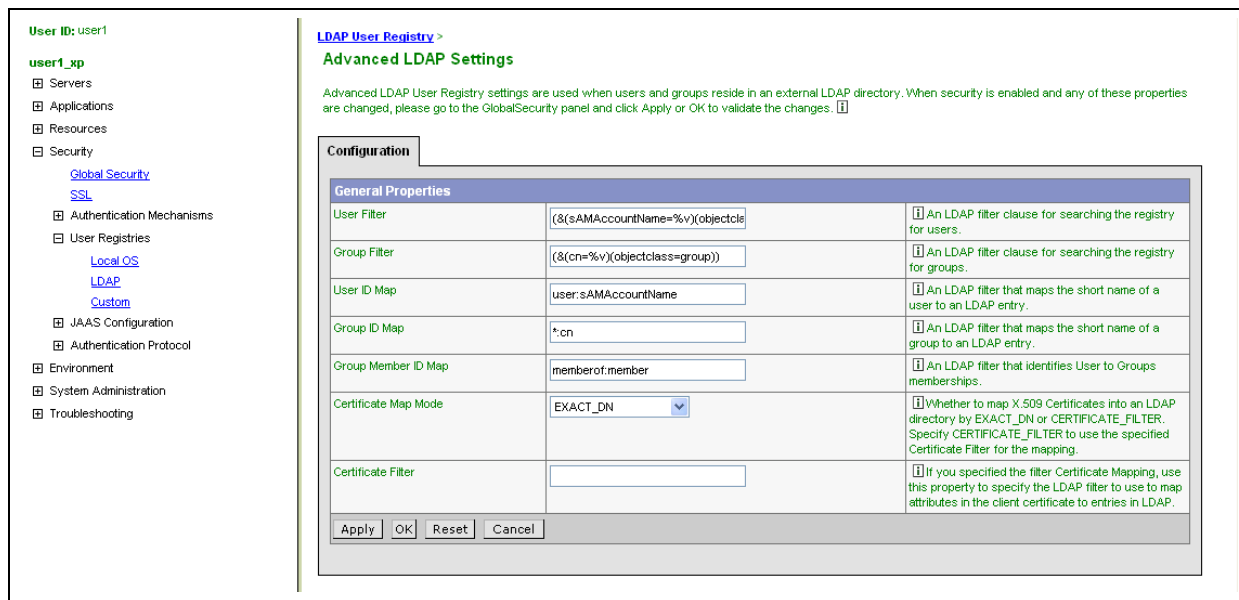 User ID: user1
user1_xp
Servers
Applications
Resources
Security
Global Security
SSL
Authentication Mechanisms
User Registries
Local OS
LDAP
Custom
JAAS Configuration
Authentication Protocol
Environment
System Administration
Troubleshooting
LDAP User Registry >
Advanced LDAP Settings
Advanced LDAP User Registry settings are used when users and groups reside in an external LDAP directory. When security is enabled and any of these properties
are changed, please go to the GlobalSecurity panel and click Apply or OK to validate the changes. i
Configuration
General Properties
User Filter
(&(sAMAccountName=%v)(objectcla
i An LDAP filter clause for searching the registry
for users.
Group Filter
(&(cn=%v)(objectclass=group))
i An LDAP filter clause for searching the registry
for groups.
User ID Map
user:sAMAccountName
i An LDAP filter that maps the short name of a
user to an LDAP entry.
Group ID Map
*:cn
i An LDAP filter that maps the short name of a
group to an LDAP entry.
Group Member ID Map
memberof:member
i An LDAP filter that identifies User to Groups
memberships.
Certificate Map Mode
EXACT_DN
i Whether to map X.509 Certificates into an LDAP
directory by EXACT_DN or CERTIFICATE_FILTER.
Specify CERTIFICATE_FILTER to use the specified
Certificate Filter for the mapping.
Certificate Filter
i If you specified the filter Certificate Mapping, use
this property to specify the LDAP filter to use to map
attributes in the client certificate to entries in LDAP.
Apply OK Reset Cancel